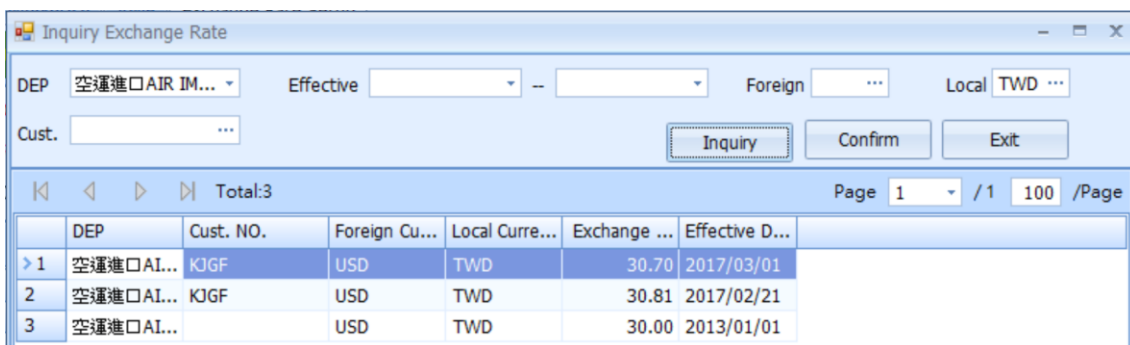 Inquiry Exchange Rate
DEP 空運進口AIR IM... Effective -- Foreign ... Local TWD ...
Cust. ... Inquiry Confirm Exit
Total:3 Page 1 / 1 100 /Page
DEP Cust. NO. Foreign Cu... Local Curre... Exchange ... Effective D...
>1 空運進口AI... KJGF USD TWD 30.70 2017/03/01
2 空運進口AI... KJGF USD TWD 30.81 2017/02/21
3 空運進口AI... USD TWD 30.00 2013/01/01